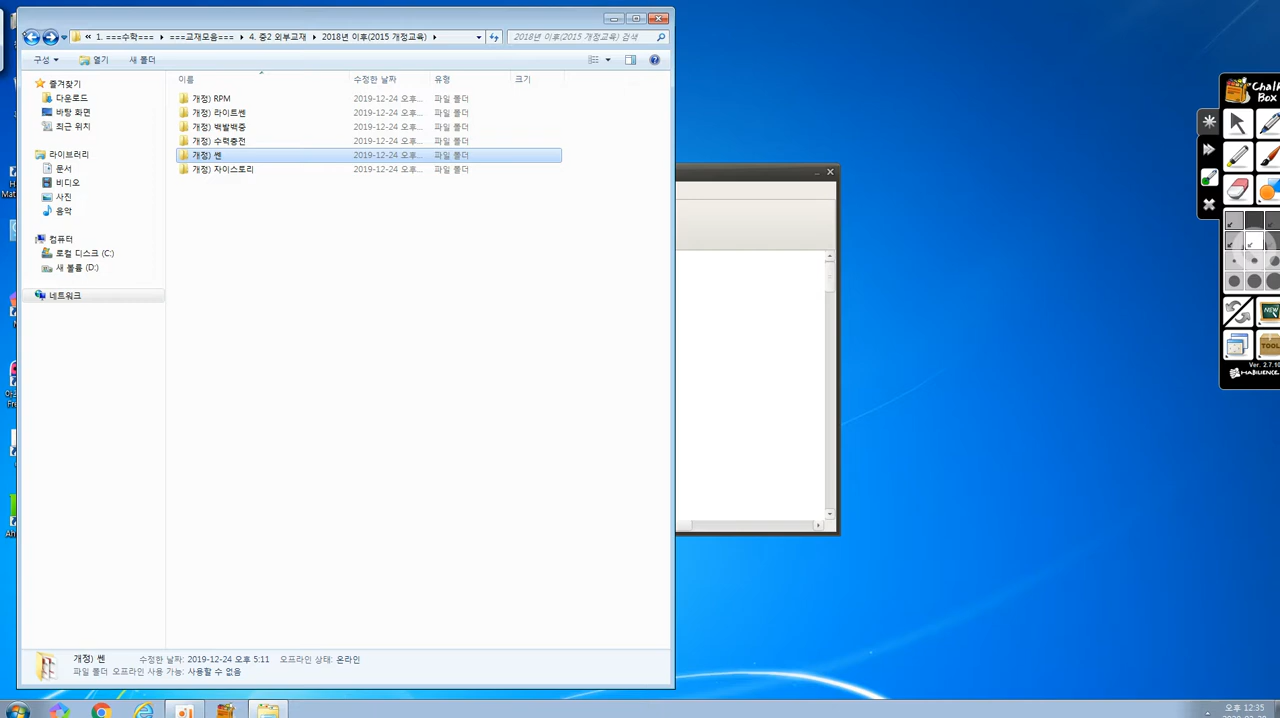 « 1. ===수학=== ▸ ===교재모음=== ▸ 4. 중2 외부교재 ▸ 2018년 이후(2015 개정교육) ▸
2018년 이후(2015 개정교육) 검색
구성 열기 새 폴더
이름 수정한 날짜 유형 크기
즐겨찾기
다운로드
바탕 화면
최근 위치
라이브러리
문서
비디오
사진
음악
컴퓨터
로컬 디스크 (C:)
새 볼륨 (D:)
네트워크
개정) RPM 2019-12-24 오후... 파일 폴더
개정) 라이트쎈 2019-12-24 오후... 파일 폴더
개정) 백발백중 2019-12-24 오후... 파일 폴더
개정) 수력충전 2019-12-24 오후... 파일 폴더
개정) 쎈 2019-12-24 오후... 파일 폴더
개정) 자이스토리 2019-12-24 오후... 파일 폴더
개정) 쎈 수정한 날짜: 2019-12-24 오후 5:11 오프라인 상태: 온라인
파일 폴더 오프라인 사용 가능: 사용할 수 없음
Chalk
Box
NEW
TOOL
Ver. 2.7.10
HABILIENCE
오후 12:35